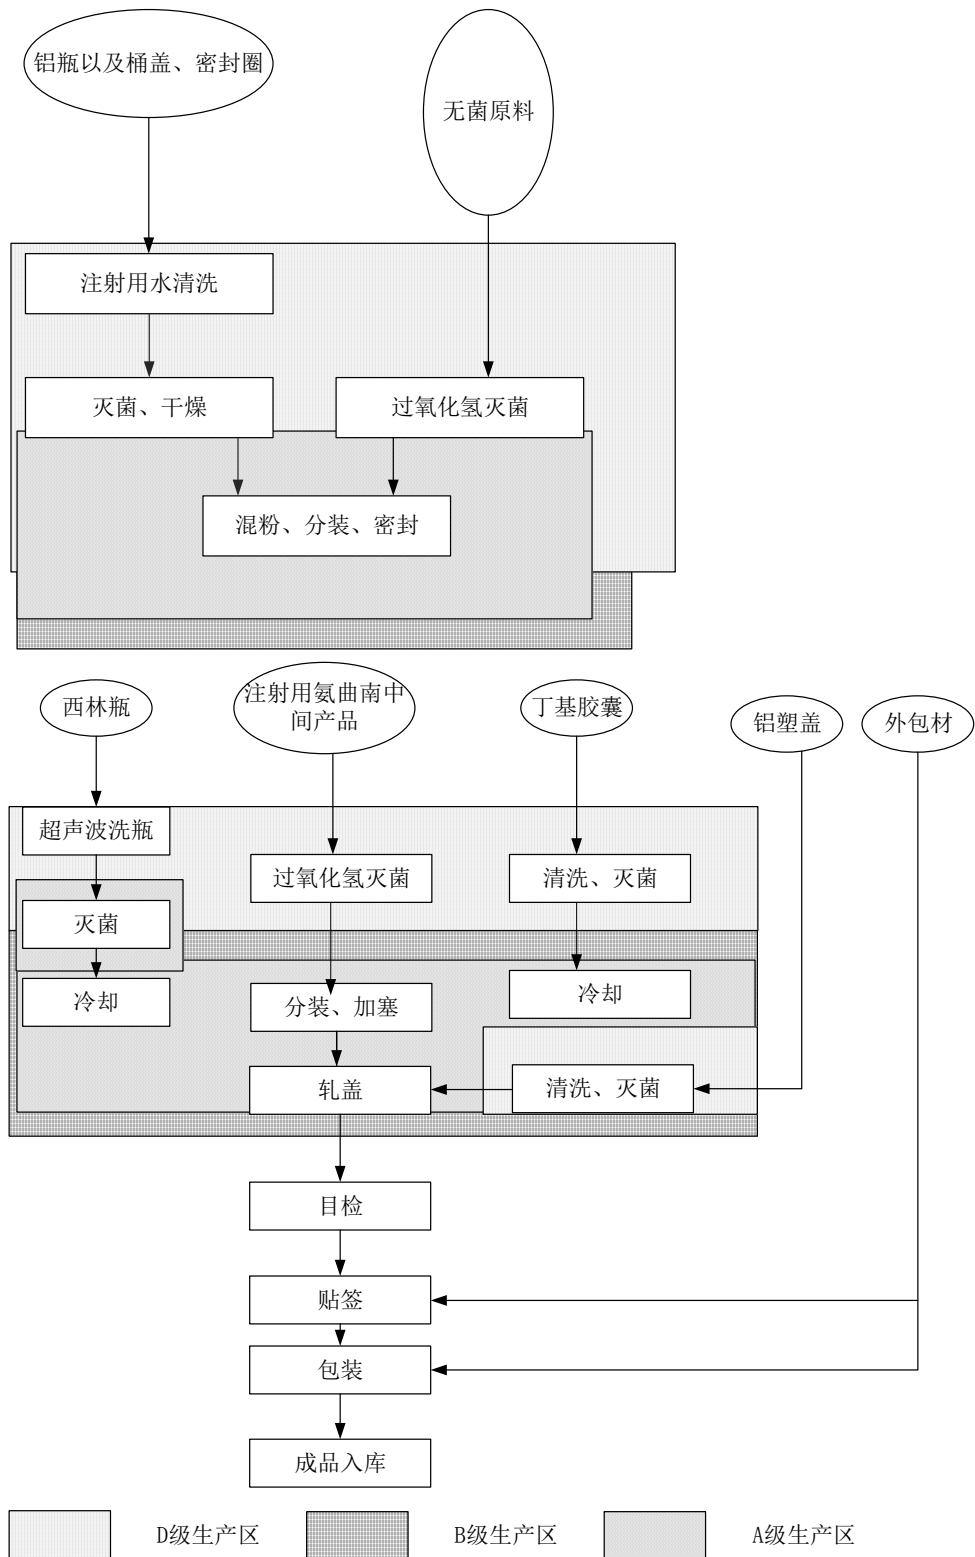 铝瓶以及桶盖、密封圈
无菌原料
注射用水清洗
灭菌、干燥
过氧化氢灭菌
混粉、分装、密封
西林瓶
注射用氨曲南中
间产品
丁基胶囊
铝塑盖
外包材
超声波洗瓶
过氧化氢灭菌
清洗、灭菌
灭菌
冷却
分装、加塞
冷却
轧盖
清洗、灭菌
目检
贴签
包装
成品入库
D级生产区
B级生产区
A级生产区